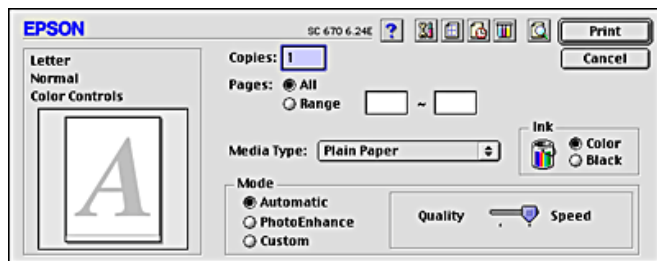 EPSON
SC 670 6.24E
?
Print
Cancel
Letter
Normal
Color Controls
A
Copies: 1
Pages: All
Range ~
Media Type: Plain Paper
Ink
Color
Black
Mode
Automatic
PhotoEnhance
Custom
Quality Speed